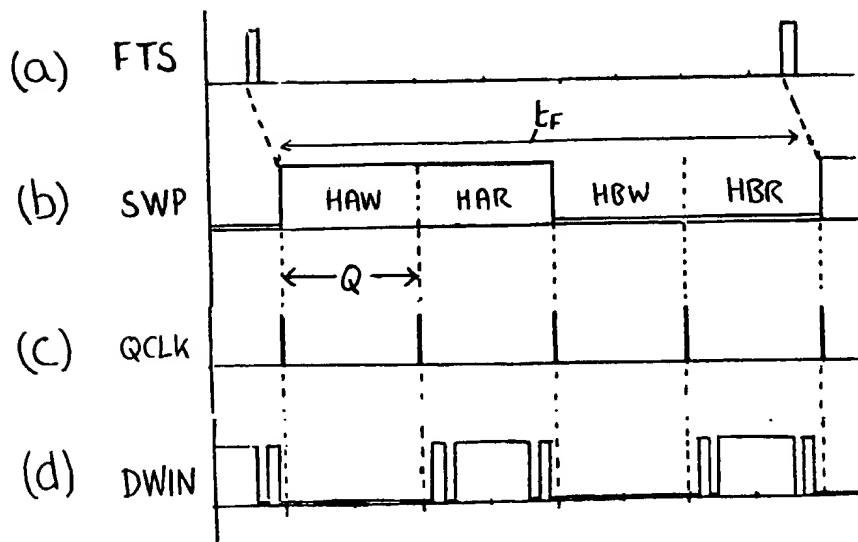 (a) FTS
tF
(b) SWP HAW HAR HBW HBR
Q
(c) QCLK
(d) DWIN